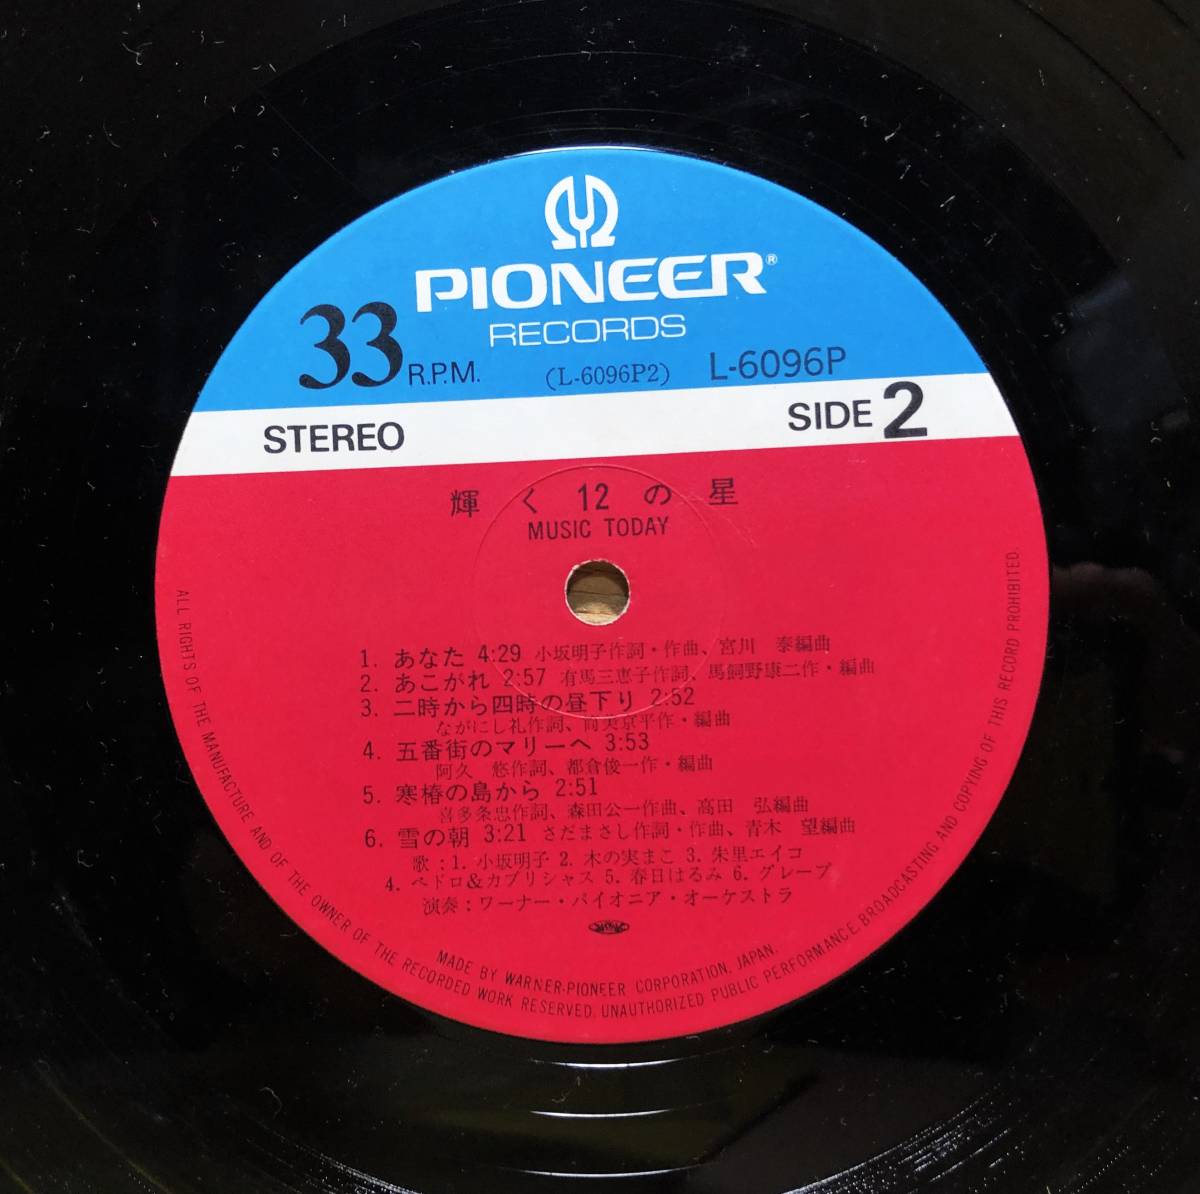 PIONEER®
RECORDS
33 R.P.M. (L-6096P2) L-6096P
STEREO SIDE 2
輝く12の星
MUSIC TODAY
1. あなた 4:29 小坂明子作詞・作曲、宮川 泰編曲
2. あこがれ 2:57 有馬三恵子作詞、馬飼野康二作・編曲
3. 二時から四時の昼下り 2:52
なかにし礼作詞、筒美京平作・編曲
4. 五番街のマリーへ 3:53
阿久 悠作詞、都倉俊一作・編曲
5. 寒椿の島から 2:51
喜多条忠作詞、森田公一作曲、高田 弘編曲
6. 雪の朝 3:21 さだまさし作詞・作曲、青木 望編曲
歌:1. 小坂明子 2. 木の実まこ 3. 朱里エイコ
4. ペドロ&カプリシャス 5. 春日はるみ 6. グレープ
演奏:ワーナー・パイオニア・オーケストラ
MADE BY WARNER-PIONEER CORPORATION, JAPAN.
ALL RIGHTS OF THE MANUFACTURE AND OF THE OWNER OF THE RECORDED WORK RESERVED. UNAUTHORIZED PUBLIC PERFORMANCE, BROADCASTING AND COPYING OF THIS RECORD PROHIBITED.